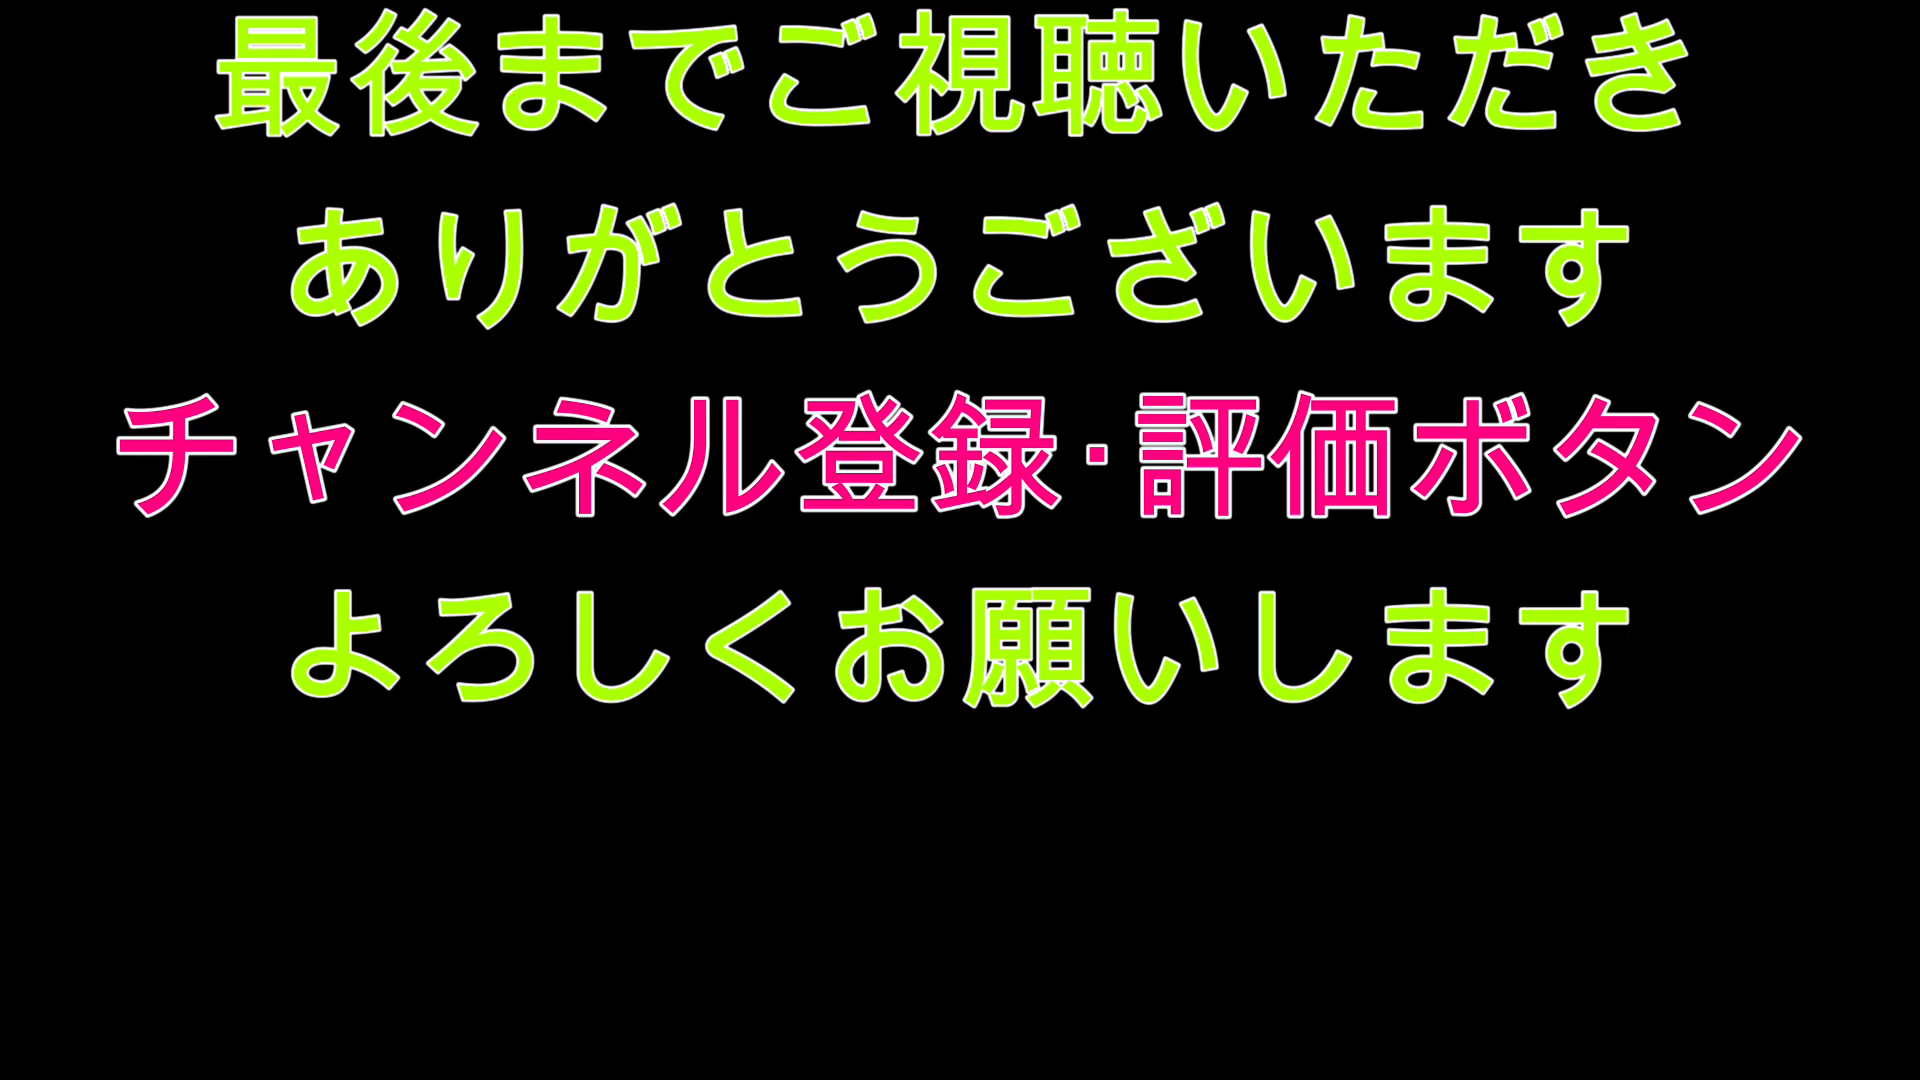 最後までご視聴いただき
ありがとうございます
チャンネル登録·評価ボタン
よろしくお願いします